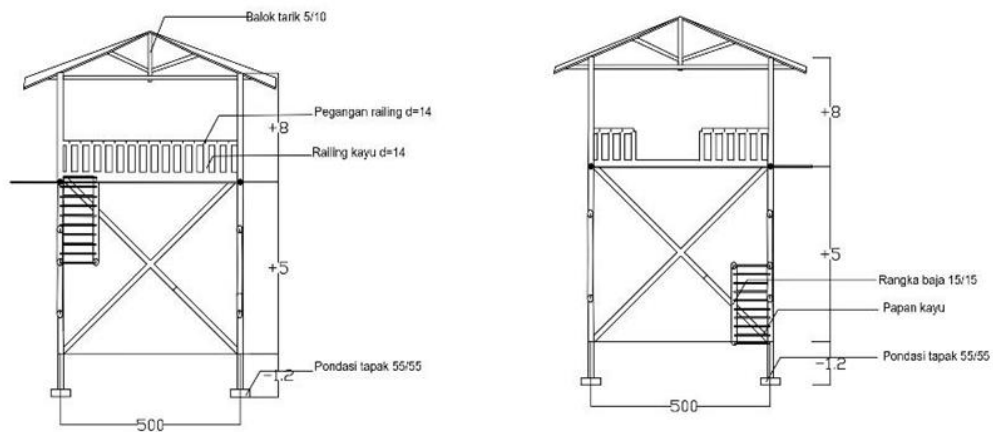 Balok tarik 5/10
Pegangan railing d=14
+8
Railing kayu d=14
+5
Pondasi tapak 55/55
-1.2
500
+8
+5
Rangka baja 15/15
Papan kayu
Pondasi tapak 55/55
-1.2
500